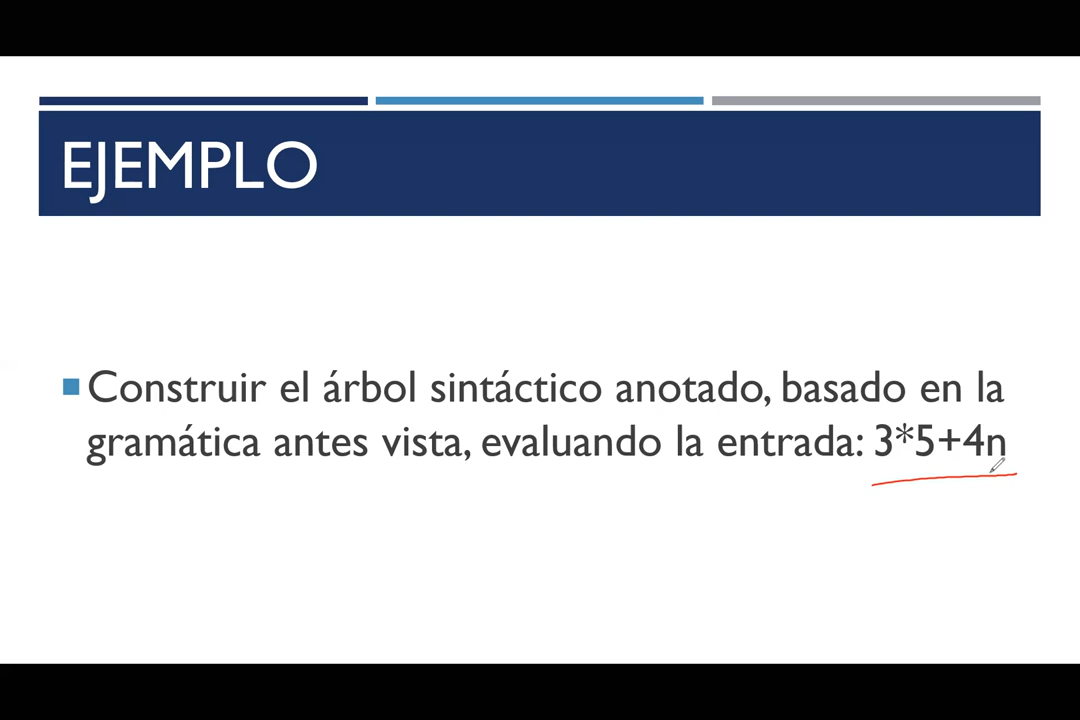 EJEMPLO
Construir el árbol sintáctico anotado, basado en la
gramática antes vista, evaluando la entrada: 3*5+4n